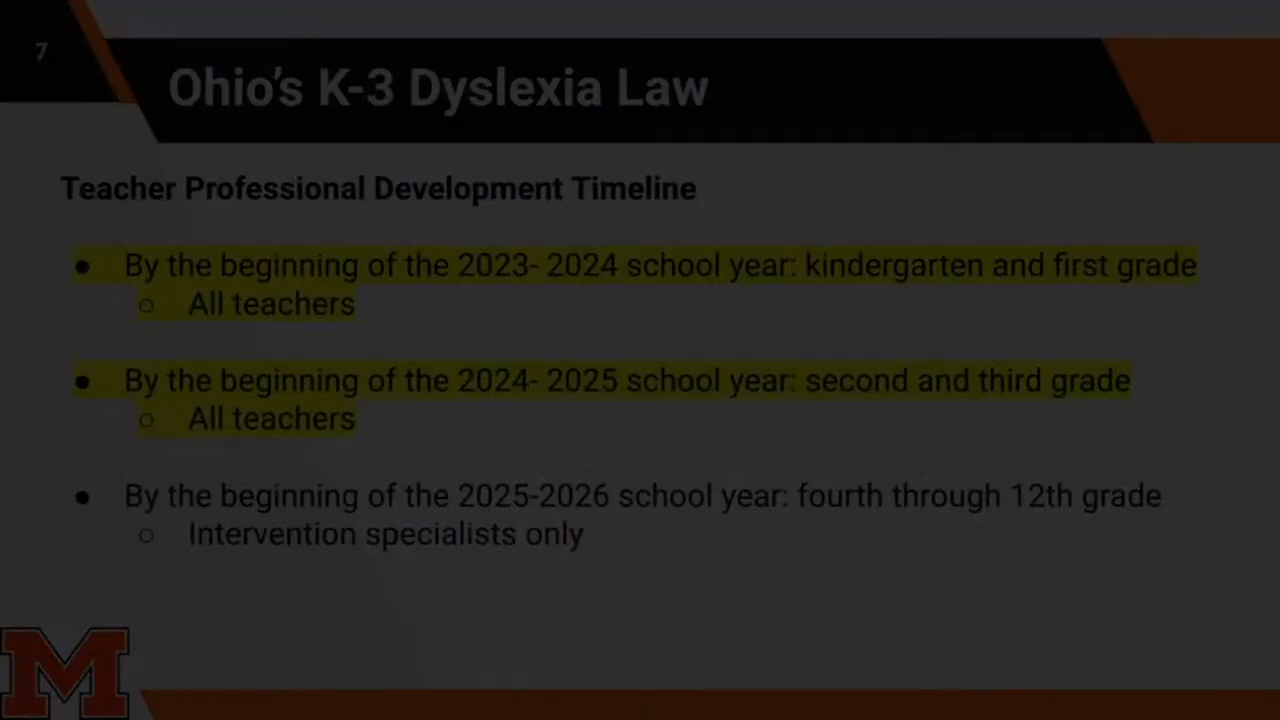 7
Ohio’s K-3 Dyslexia Law
Teacher Professional Development Timeline
● By the beginning of the 2023- 2024 school year: kindergarten and first grade
○ All teachers
● By the beginning of the 2024- 2025 school year: second and third grade
○ All teachers
● By the beginning of the 2025-2026 school year: fourth through 12th grade
○ Intervention specialists only
M